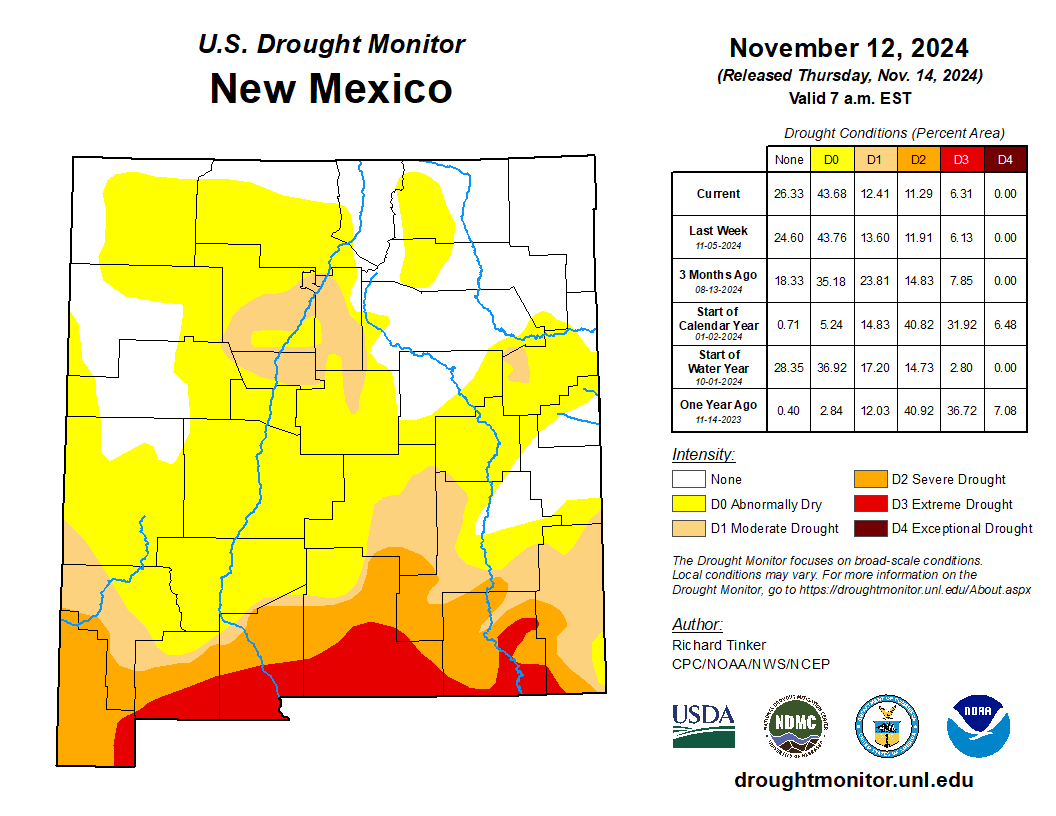 U.S. Drought Monitor
New Mexico
November 12, 2024
(Released Thursday, Nov. 14, 2024)
Valid 7 a.m. EST
Drought Conditions (Percent Area)
None D0 D1 D2 D3 D4
Current 26.33 43.68 12.41 11.29 6.31 0.00
Last Week
11-05-2024 24.60 43.76 13.60 11.91 6.13 0.00
3 Months Ago
08-13-2024 18.33 35.18 23.81 14.83 7.85 0.00
Start of
Calendar Year
01-02-2024 0.71 5.24 14.83 40.82 31.92 6.48
Start of
Water Year
10-01-2024 28.35 36.92 17.20 14.73 2.80 0.00
One Year Ago
11-14-2023 0.40 2.84 12.03 40.92 36.72 7.08
Intensity:
None
D0 Abnormally Dry
D1 Moderate Drought
D2 Severe Drought
D3 Extreme Drought
D4 Exceptional Drought
The Drought Monitor focuses on broad-scale conditions.
Local conditions may vary. For more information on the
Drought Monitor, go to https://droughtmonitor.unl.edu/About.aspx
Author:
Richard Tinker
CPC/NOAA/NWS/NCEP
USDA
NDMC
NOAA
droughtmonitor.unl.edu